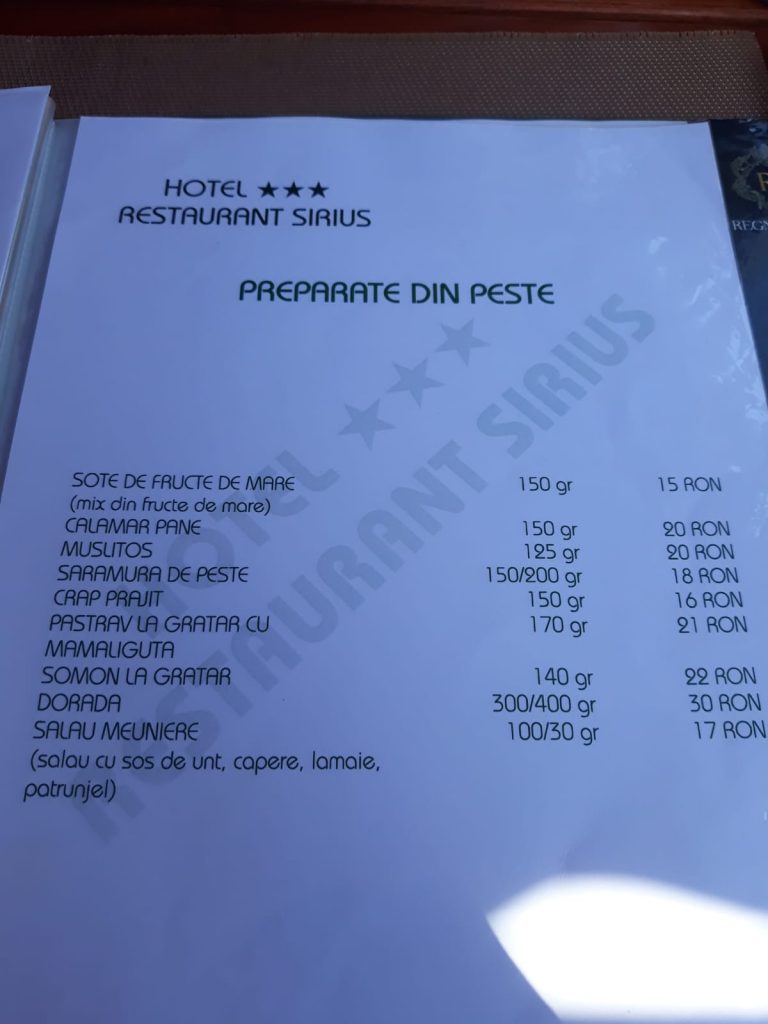 HOTEL ★★★
RESTAURANT SIRIUS
PREPARATE DIN PESTE
HOTEL ★★★
RESTAURANT SIRIUS
SOTE DE FRUCTE DE MARE 150 gr 15 RON
(mix din fructe de mare)
CALAMAR PANE 150 gr 20 RON
MUSLITOS 125 gr 20 RON
SARAMURA DE PESTE 150/200 gr 18 RON
CRAP PRAJIT 150 gr 16 RON
PASTRAV LA GRATAR CU 170 gr 21 RON
MAMALIGUTA
SOMON LA GRATAR 140 gr 22 RON
DORADA 300/400 gr 30 RON
SALAU MEUNIERE 100/30 gr 17 RON
(salau cu sos de unt, capere, lamaie,
patrunjel)